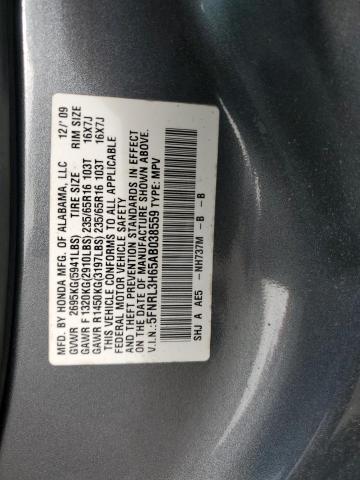 MFD. BY HONDA MFG. OF ALABAMA, LLC 12/'09
GVWR 2695KG(5941LBS) TIRE SIZE RIM SIZE
GAWR F 1320KG(2910LBS) 235/65R16 103T 16X7J
GAWR R 1450KG(3197LBS) 235/65R16 103T 16X7J
THIS VEHICLE CONFORMS TO ALL APPLICABLE
FEDERAL MOTOR VEHICLE SAFETY
AND THEFT PREVENTION STANDARDS IN EFFECT
ON THE DATE OF MANUFACTURE SHOWN ABOVE.
V.I.N.: 5FNRL3H65AB038559 TYPE: MPV
SHJ A AE5 -NH737M -B -B